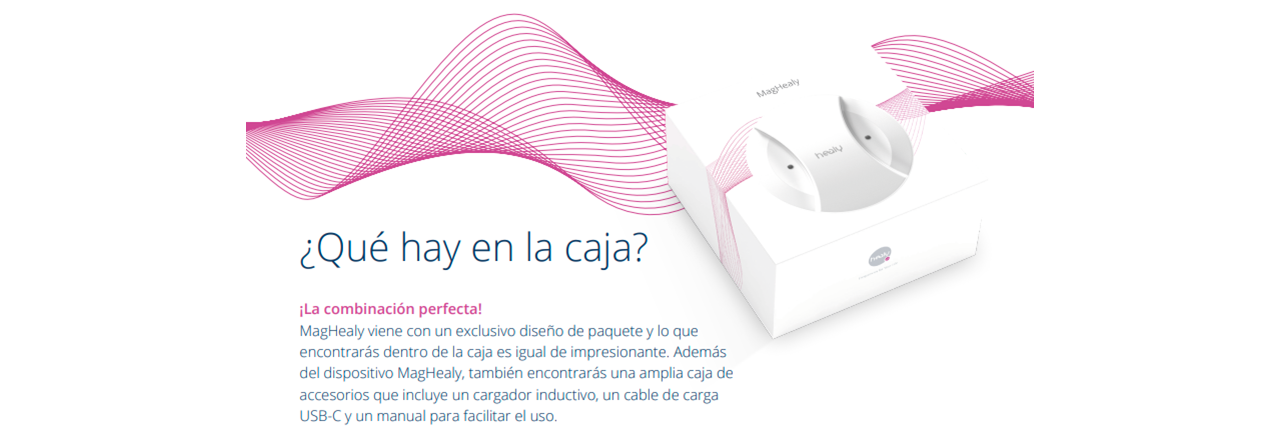 MagHealy
healy
healy
¿Qué hay en la caja?
¡La combinación perfecta!
MagHealy viene con un exclusivo diseño de paquete y lo que
encontrarás dentro de la caja es igual de impresionante. Además
del dispositivo MagHealy, también encontrarás una amplia caja de
accesorios que incluye un cargador inductivo, un cable de carga
USB-C y un manual para facilitar el uso.